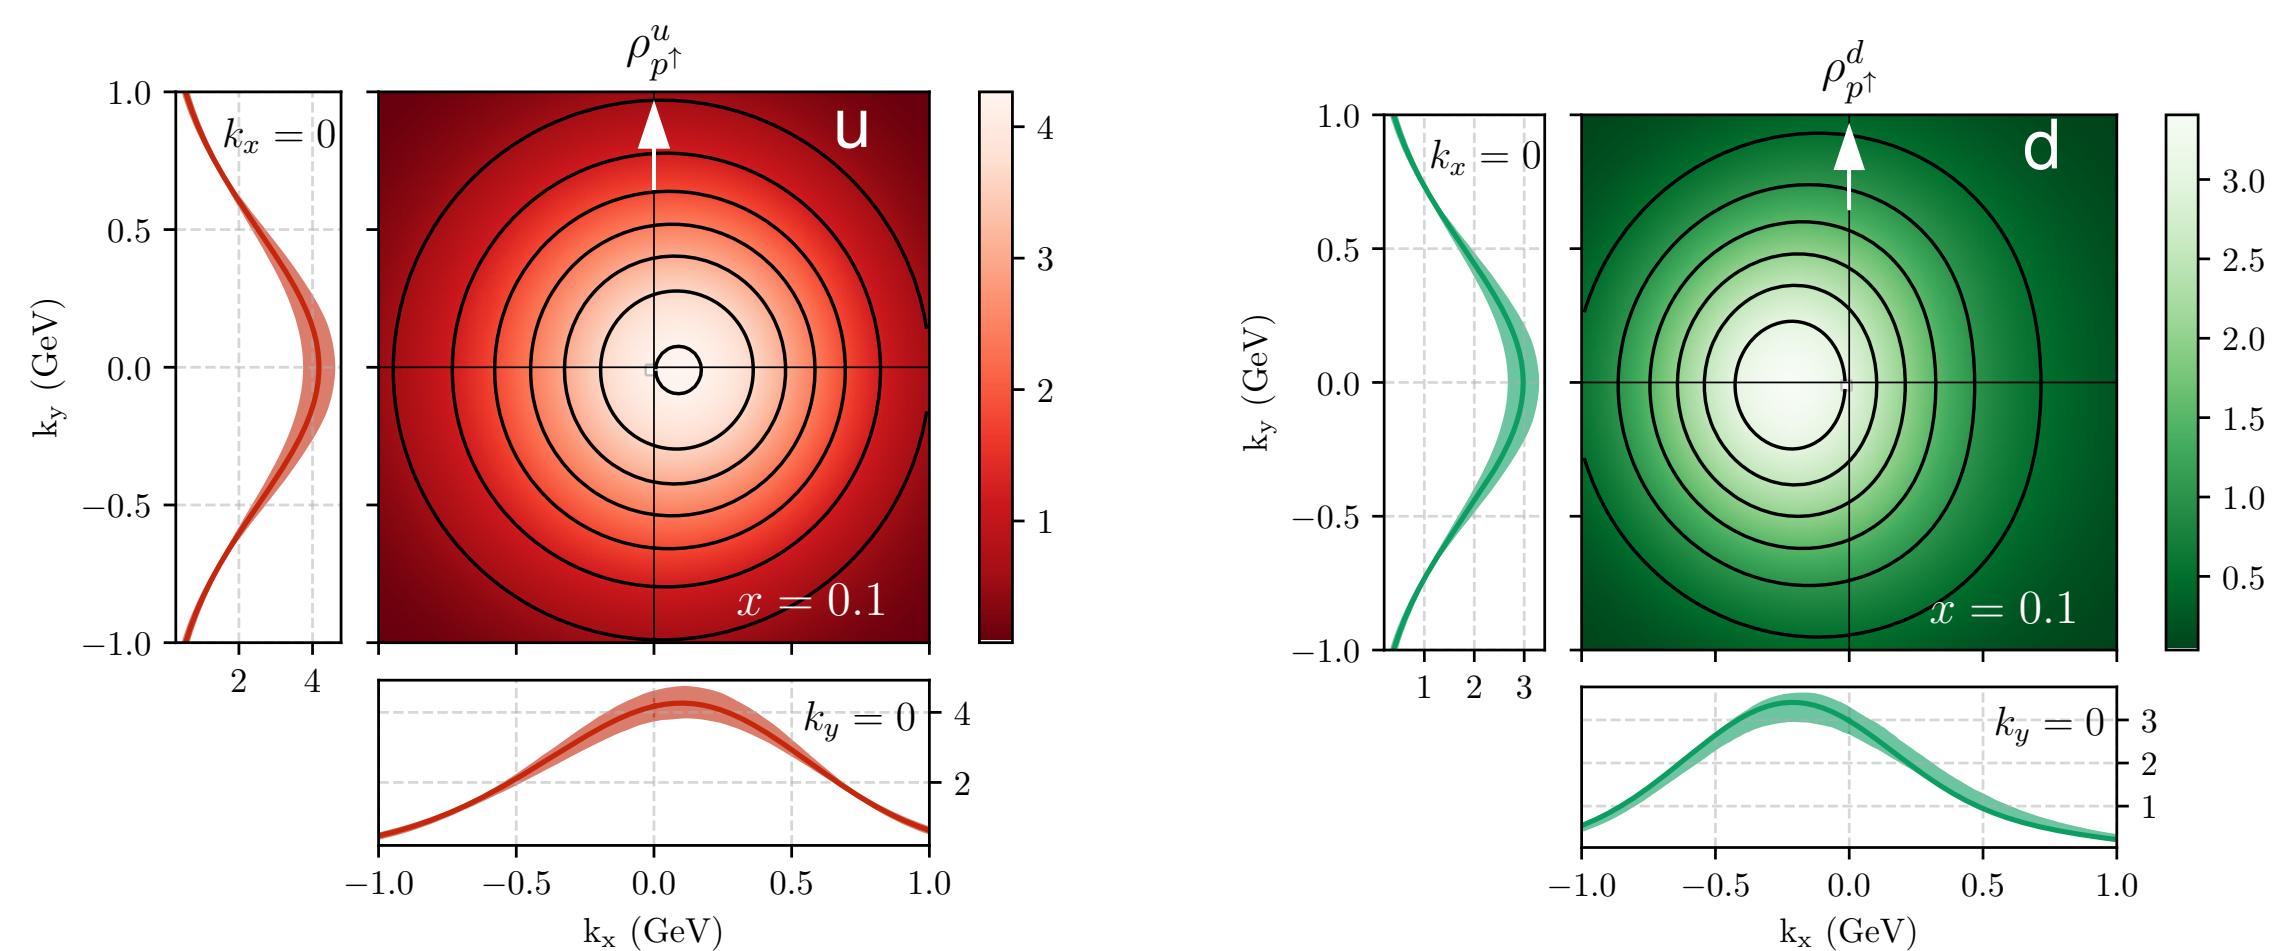 ρ^u_{p^↑}
1.0
0.5
0.0
−0.5
−1.0
k_y (GeV)
k_x = 0
2 4
u
x = 0.1
4
3
2
1
k_y = 0
4
2
−1.0 −0.5 0.0 0.5 1.0
k_x (GeV)
ρ^d_{p^↑}
1.0
0.5
0.0
−0.5
−1.0
k_y (GeV)
k_x = 0
1 2 3
d
x = 0.1
3.0
2.5
2.0
1.5
1.0
0.5
k_y = 0
3
2
1
−1.0 −0.5 0.0 0.5 1.0
k_x (GeV)